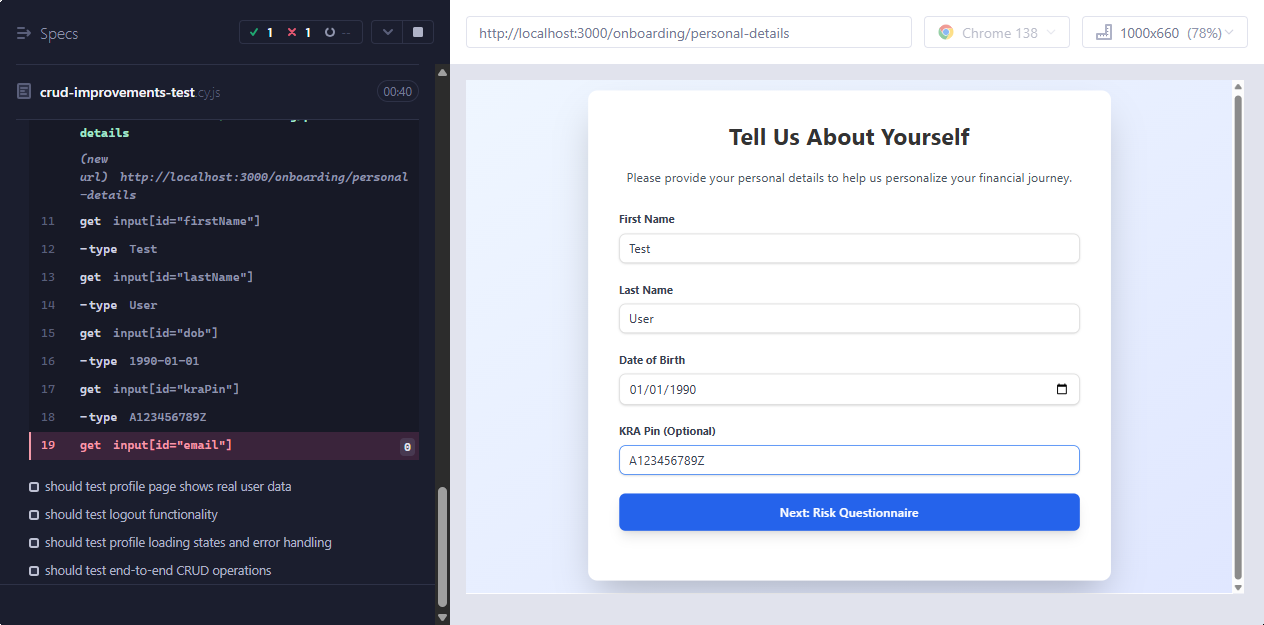 Specs
1
1
--
http://localhost:3000/onboarding/personal-details
Chrome 138
1000x660 (78%)
crud-improvements-test.cy.js
00:40
details
(new
url) http://localhost:3000/onboarding/personal
-details
11 get input[id="firstName"]
12 -type Test
13 get input[id="lastName"]
14 -type User
15 get input[id="dob"]
16 -type 1990-01-01
17 get input[id="kraPin"]
18 -type A123456789Z
19 get input[id="email"] 0
should test profile page shows real user data
should test logout functionality
should test profile loading states and error handling
should test end-to-end CRUD operations
Tell Us About Yourself
Please provide your personal details to help us personalize your financial journey.
First Name
Test
Last Name
User
Date of Birth
01/01/1990
KRA Pin (Optional)
A123456789Z
Next: Risk Questionnaire